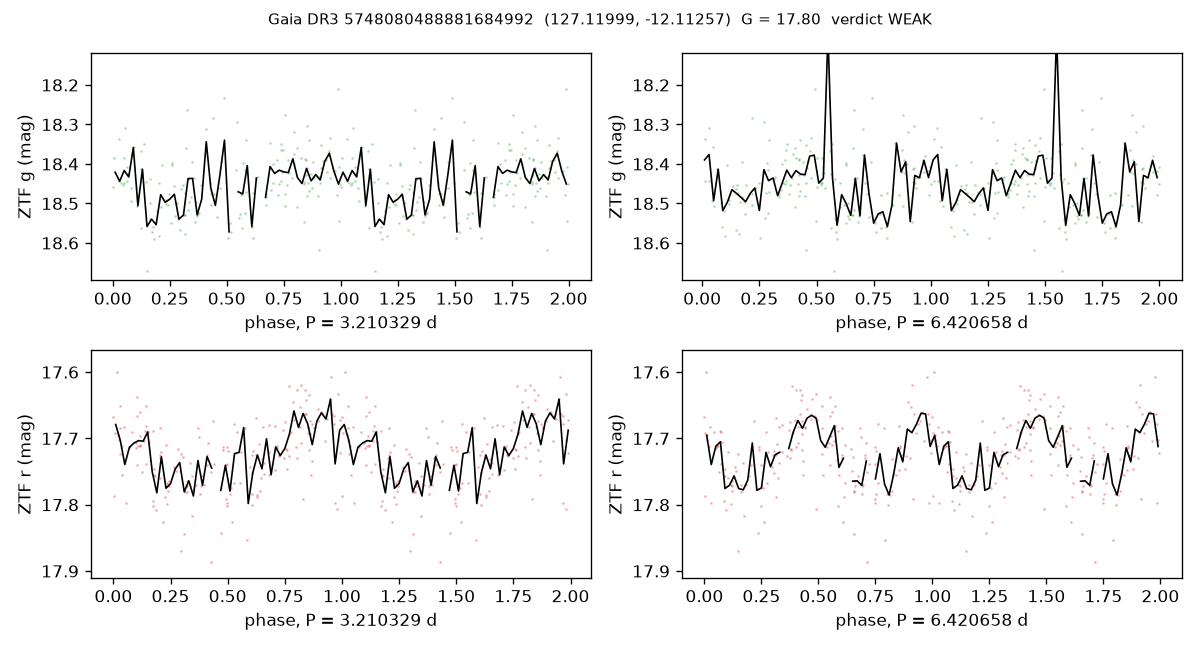 Gaia DR3 5748080488881684992 (127.11999, -12.11257) G = 17.80 verdict WEAK
ZTF g (mag)
18.2
18.3
18.4
18.5
18.6
0.00 0.25 0.50 0.75 1.00 1.25 1.50 1.75 2.00
phase, P = 3.210329 d
ZTF g (mag)
18.2
18.3
18.4
18.5
18.6
0.00 0.25 0.50 0.75 1.00 1.25 1.50 1.75 2.00
phase, P = 6.420658 d
ZTF r (mag)
17.6
17.7
17.8
17.9
0.00 0.25 0.50 0.75 1.00 1.25 1.50 1.75 2.00
phase, P = 3.210329 d
ZTF r (mag)
17.6
17.7
17.8
17.9
0.00 0.25 0.50 0.75 1.00 1.25 1.50 1.75 2.00
phase, P = 6.420658 d